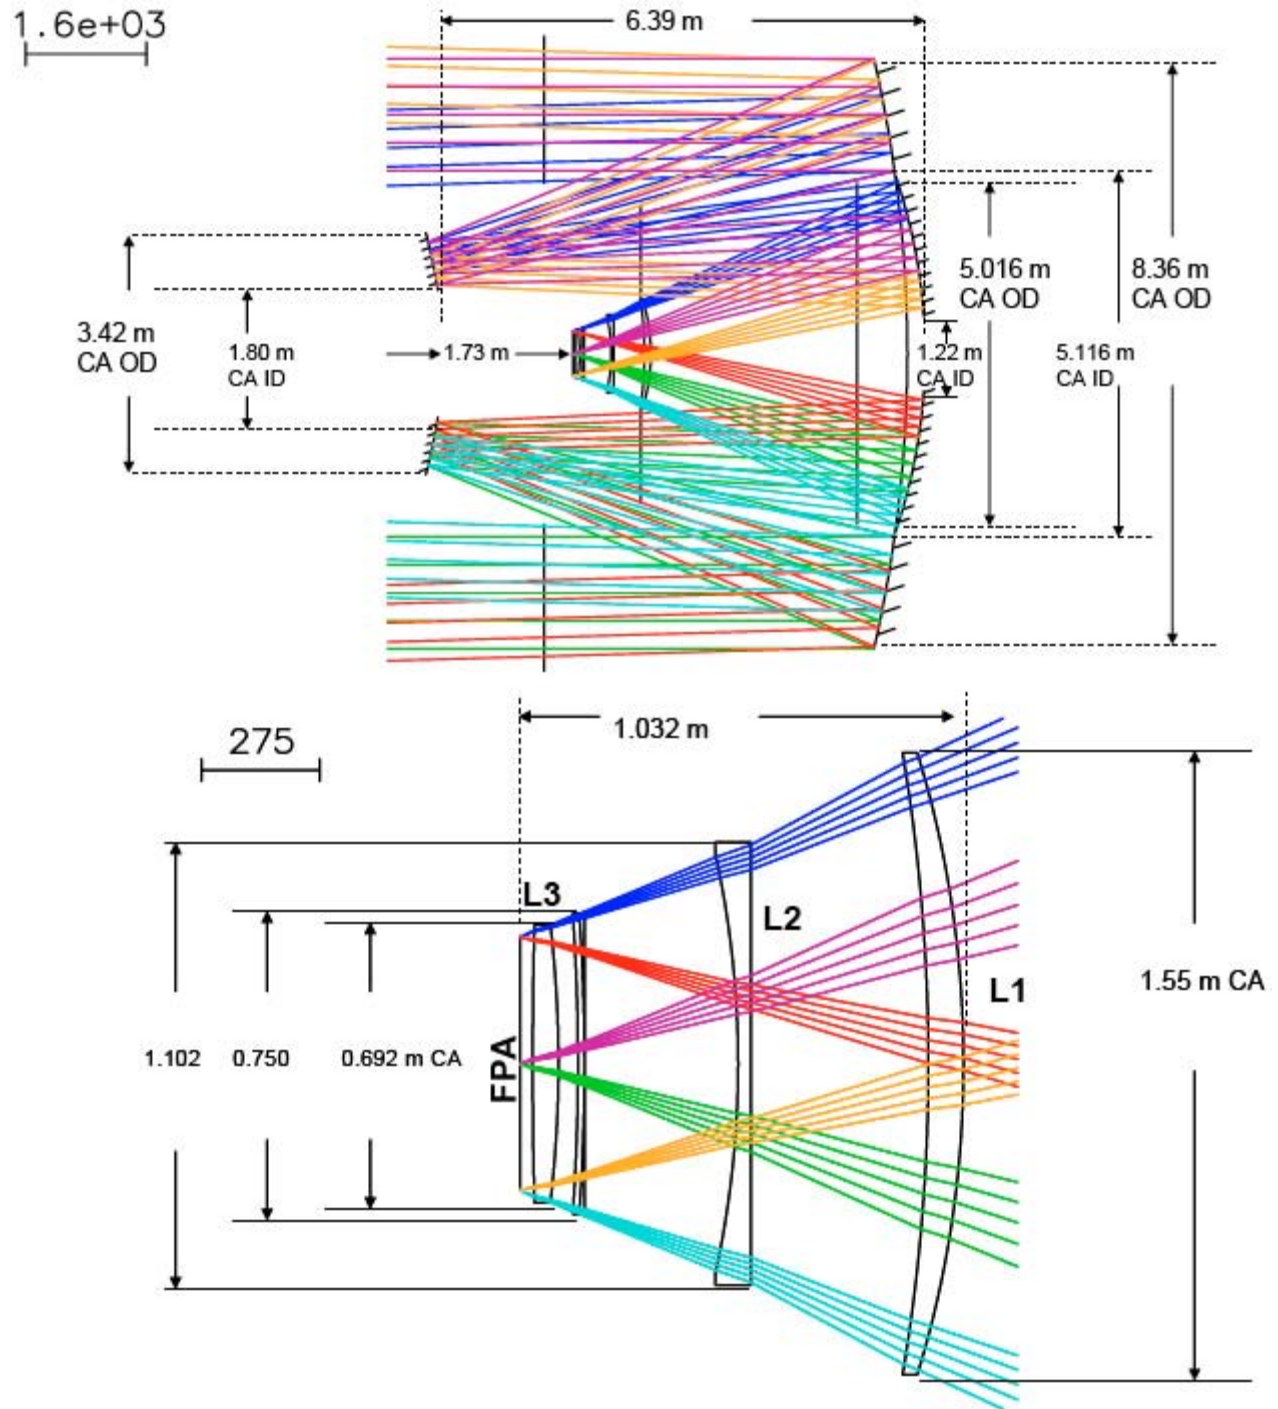 1.6e+03
6.39 m
5.016 m
CA OD
8.36 m
CA OD
3.42 m
CA OD
1.80 m
CA ID
1.73 m
1.22 m
CA ID
5.116 m
CA ID
1.032 m
275
L3
L2
L1
1.55 m CA
1.102
0.750
0.692 m CA
FPA